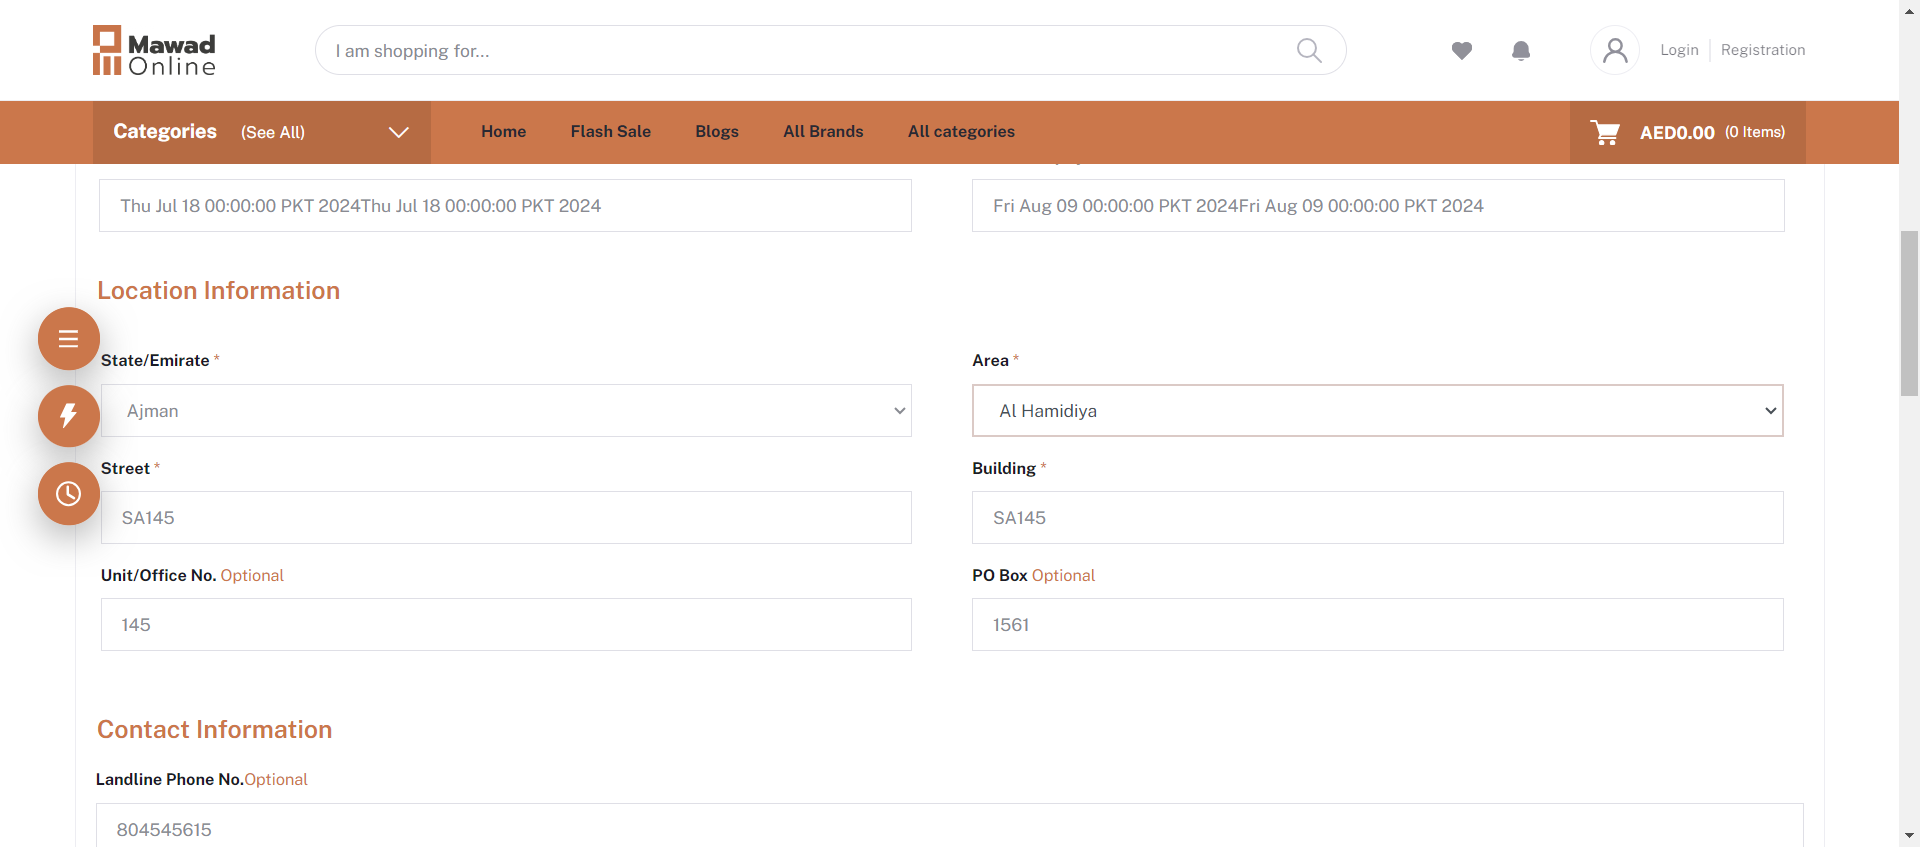 Mawad
Online
I am shopping for...
Login
Registration
Categories (See All)
Home
Flash Sale
Blogs
All Brands
All categories
AED0.00 (0 Items)
Thu Jul 18 00:00:00 PKT 2024Thu Jul 18 00:00:00 PKT 2024
Fri Aug 09 00:00:00 PKT 2024Fri Aug 09 00:00:00 PKT 2024
Location Information
State/Emirate *
Area *
Ajman
Al Hamidiya
Street *
Building *
SA145
SA145
Unit/Office No. Optional
PO Box Optional
145
1561
Contact Information
Landline Phone No.Optional
804545615